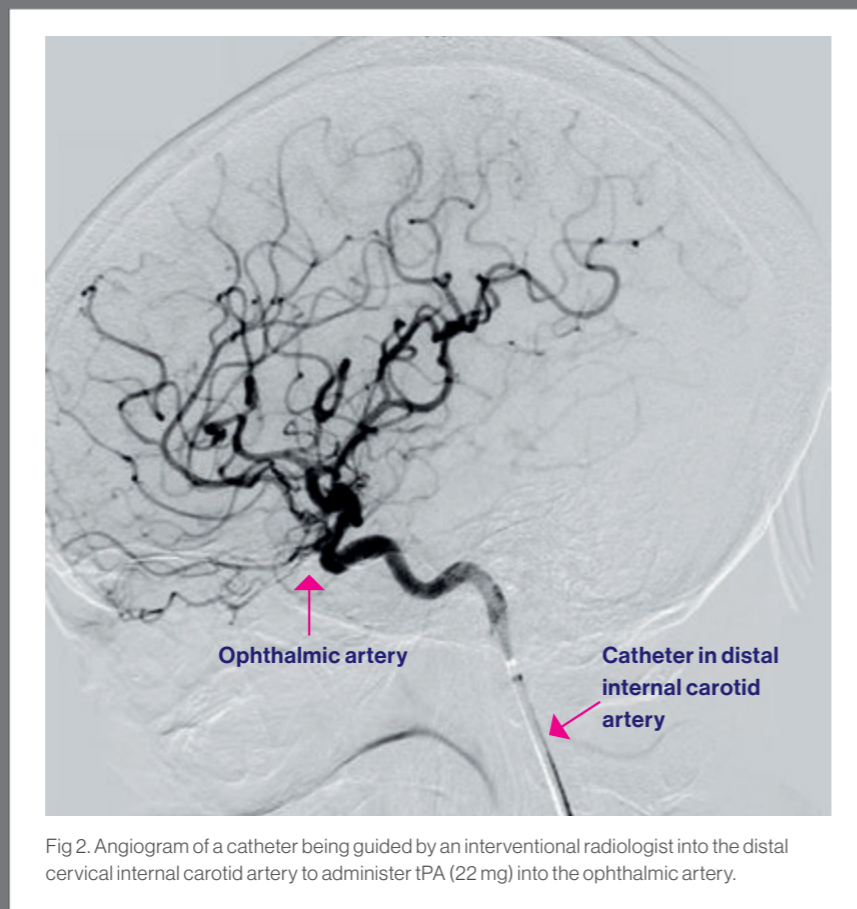 Ophthalmic artery
Catheter in distal
internal carotid
artery
Fig 2. Angiogram of a catheter being guided by an interventional radiologist into the distal
cervical internal carotid artery to administer tPA (22 mg) into the ophthalmic artery.